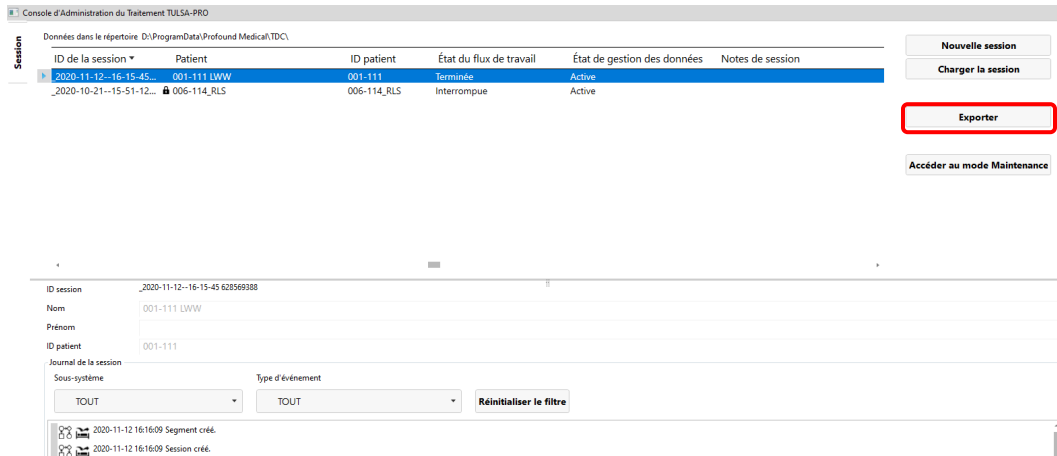 Console d'Administration du Traitement TULSA-PRO
Session
Données dans le répertoire D:\ProgramData\Profound Medical\TDC\
ID de la session Patient ID patient État du flux de travail État de gestion des données Notes de session
_2020-11-12--16-15-45... 001-111 LWW 001-111 Terminée Active
_2020-10-21--15-51-12... 006-114_RLS 006-114_RLS Interrompue Active
Nouvelle session
Charger la session
Exporter
Accéder au mode Maintenance
ID session _2020-11-12--16-15-45 628569388
Nom 001-111 LWW
Prénom
ID patient 001-111
Journal de la session
Sous-système Type d'événement
TOUT TOUT Réinitialiser le filtre
2020-11-12 16:16:09 Segment créé.
2020-11-12 16:16:09 Session créé.